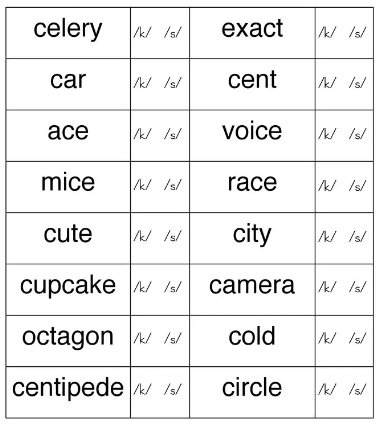 celery /k/ /s/ exact /k/ /s/
car /k/ /s/ cent /k/ /s/
ace /k/ /s/ voice /k/ /s/
mice /k/ /s/ race /k/ /s/
cute /k/ /s/ city /k/ /s/
cupcake /k/ /s/ camera /k/ /s/
octagon /k/ /s/ cold /k/ /s/
centipede /k/ /s/ circle /k/ /s/